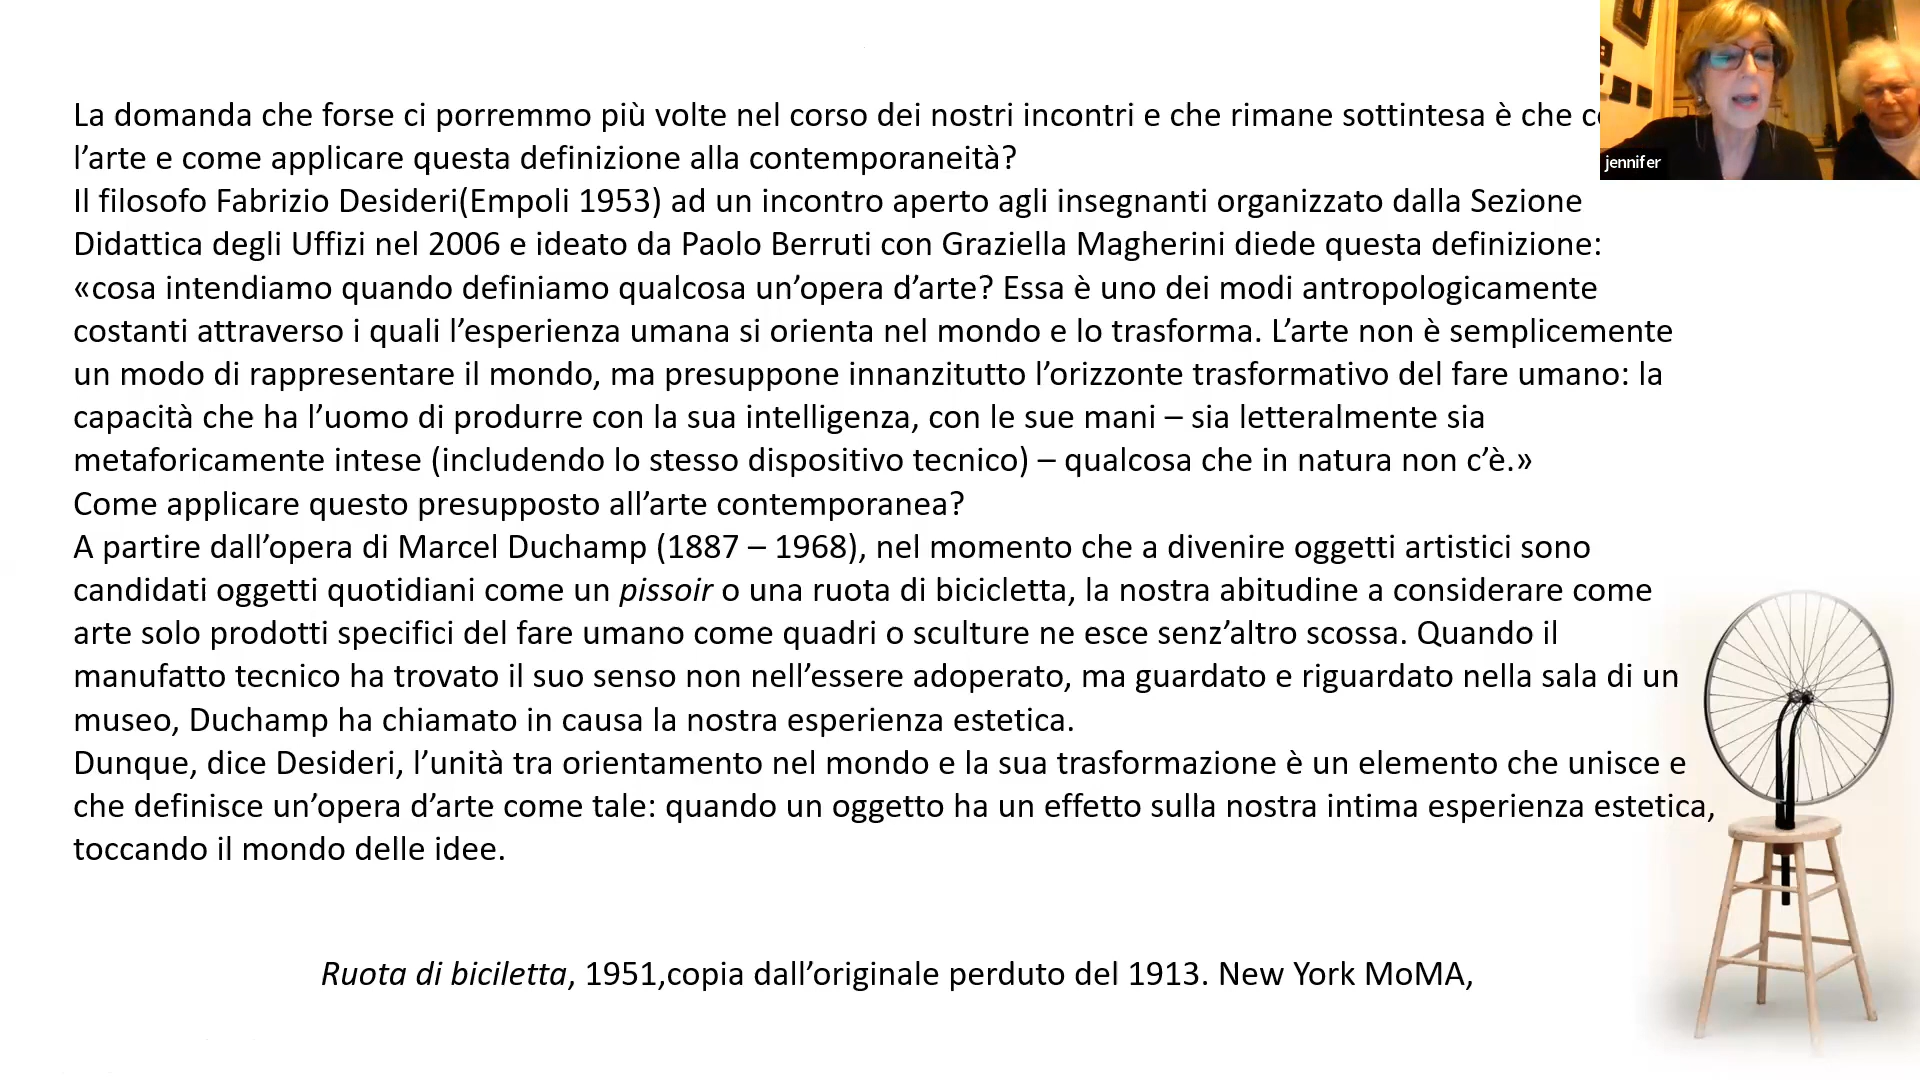 La domanda che forse ci porremmo più volte nel corso dei nostri incontri e che rimane sottintesa è che
l’arte e come applicare questa definizione alla contemporaneità?
Il filosofo Fabrizio Desideri(Empoli 1953) ad un incontro aperto agli insegnanti organizzato dalla Sezione
Didattica degli Uffizi nel 2006 e ideato da Paolo Berruti con Graziella Magherini diede questa definizione:
«cosa intendiamo quando definiamo qualcosa un’opera d’arte? Essa è uno dei modi antropologicamente
costanti attraverso i quali l’esperienza umana si orienta nel mondo e lo trasforma. L’arte non è semplicemente
un modo di rappresentare il mondo, ma presuppone innanzitutto l’orizzonte trasformativo del fare umano: la
capacità che ha l’uomo di produrre con la sua intelligenza, con le sue mani – sia letteralmente sia
metaforicamente intese (includendo lo stesso dispositivo tecnico) – qualcosa che in natura non c’è.»
Come applicare questo presupposto all’arte contemporanea?
A partire dall’opera di Marcel Duchamp (1887 – 1968), nel momento che a divenire oggetti artistici sono
candidati oggetti quotidiani come un pissoir o una ruota di bicicletta, la nostra abitudine a considerare come
arte solo prodotti specifici del fare umano come quadri o sculture ne esce senz’altro scossa. Quando il
manufatto tecnico ha trovato il suo senso non nell’essere adoperato, ma guardato e riguardato nella sala di un
museo, Duchamp ha chiamato in causa la nostra esperienza estetica.
Dunque, dice Desideri, l’unità tra orientamento nel mondo e la sua trasformazione è un elemento che unisce e
che definisce un’opera d’arte come tale: quando un oggetto ha un effetto sulla nostra intima esperienza estetica,
toccando il mondo delle idee.
Ruota di biciletta, 1951,copia dall’originale perduto del 1913. New York MoMA,
jennifer